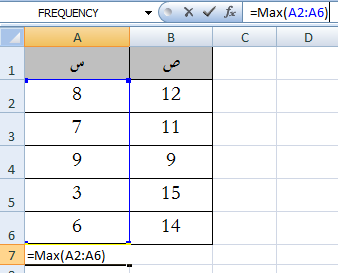 FREQUENCY =Max(A2:A6)
A B C D
1 س ص
2 8 12
3 7 11
4 9 9
5 3 15
6 6 14
7 =Max(A2:A6)